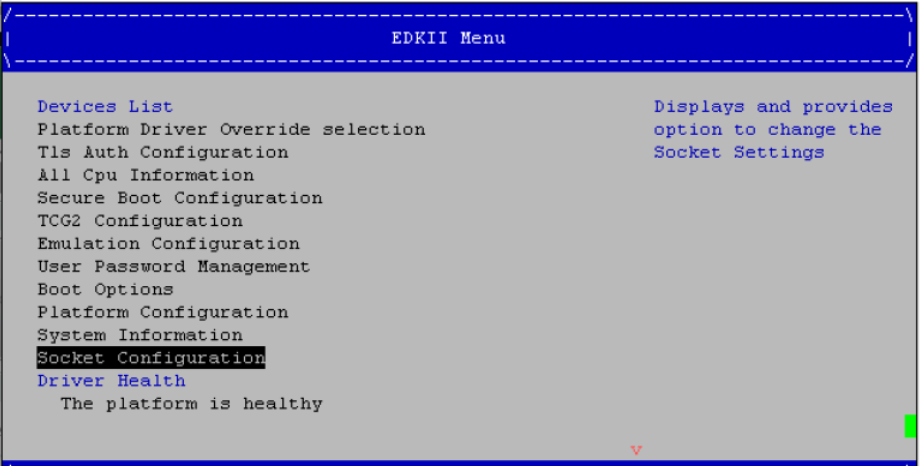 EDKII Menu
Devices List
Platform Driver Override selection
Tls Auth Configuration
All Cpu Information
Secure Boot Configuration
TCG2 Configuration
Emulation Configuration
User Password Management
Boot Options
Platform Configuration
System Information
Socket Configuration
Driver Health
The platform is healthy
Displays and provides
option to change the
Socket Settings
v